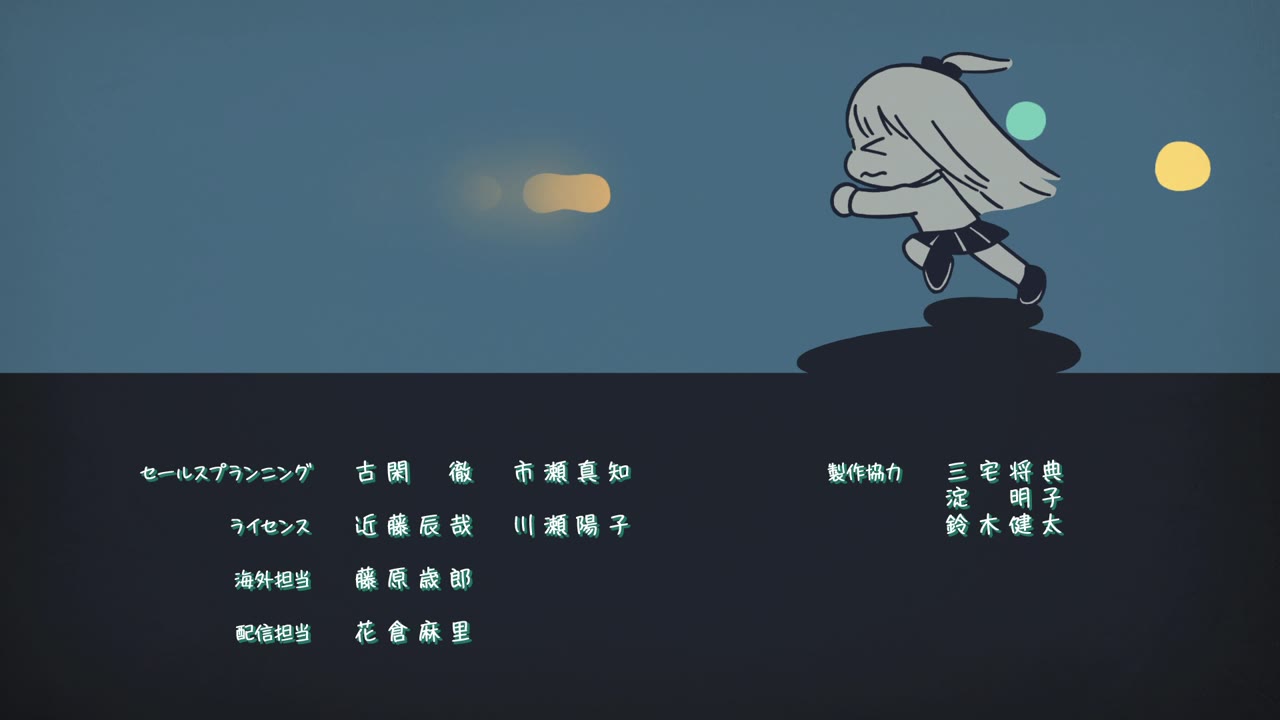 セールスプランニング 古閑 徹 市瀬真知
ライセンス 近藤辰哉 川瀬陽子
海外担当 藤原歳郎
配信担当 花倉麻里
製作協力 三宅将典
淀 明子
鈴木健太